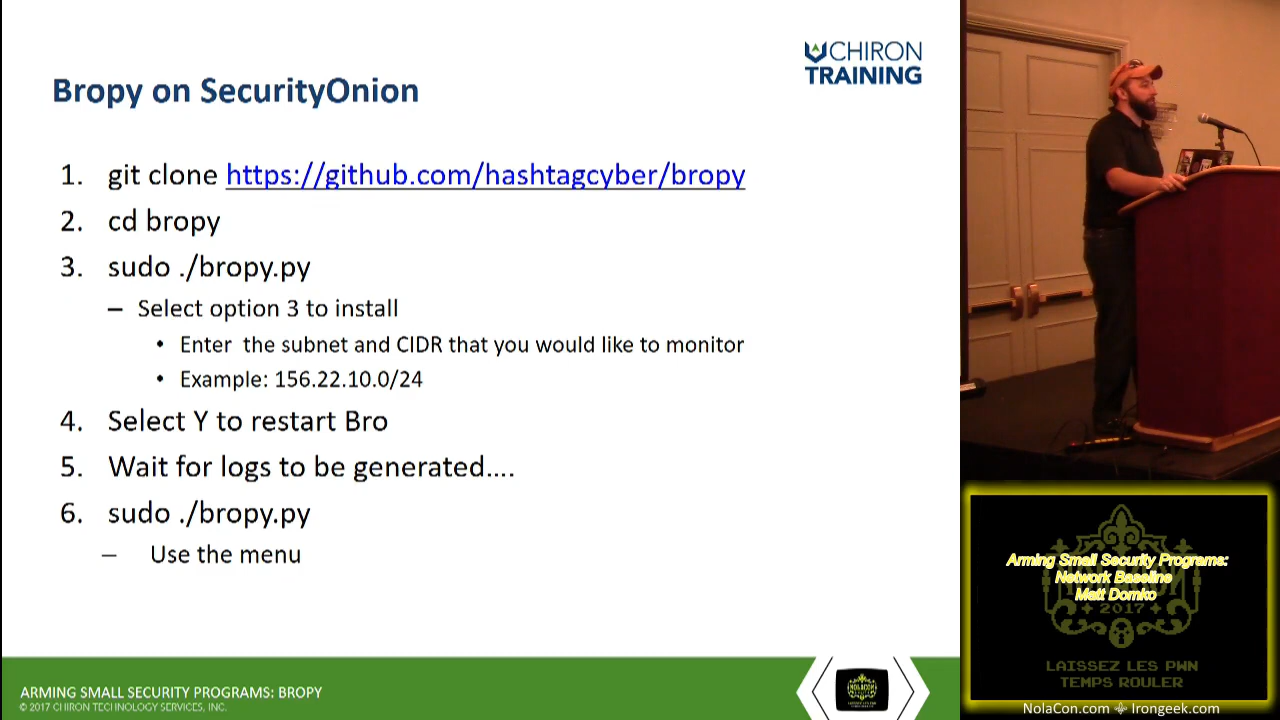 CHIRON
TRAINING
Bropy on SecurityOnion
1. git clone https://github.com/hashtagcyber/bropy
2. cd bropy
3. sudo ./bropy.py
– Select option 3 to install
• Enter the subnet and CIDR that you would like to monitor
• Example: 156.22.10.0/24
4. Select Y to restart Bro
5. Wait for logs to be generated….
6. sudo ./bropy.py
– Use the menu
ARMING SMALL SECURITY PROGRAMS: BROPY
© 2017 CHIRON TECHNOLOGY SERVICES, INC.
Arming Small Security Programs:
Network Baseline
Matt Domko
2017
LAISSEZ LES PWN
TEMPS ROULER
NolaCon.com Irongeek.com